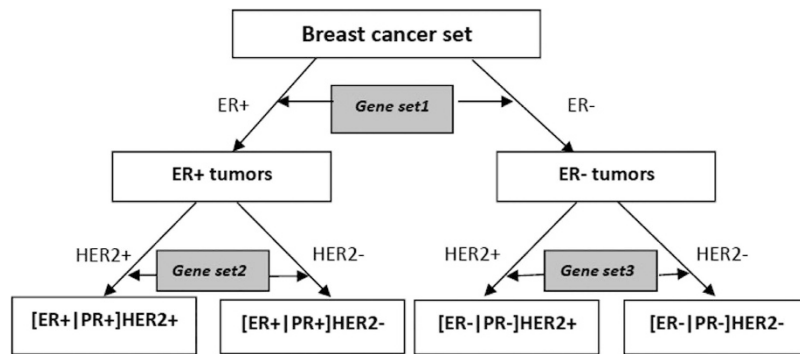 Breast cancer set
ER+
Gene set1
ER-
ER+ tumors
ER- tumors
HER2+
Gene set2
HER2-
HER2+
Gene set3
HER2-
[ER+|PR+]HER2+
[ER+|PR+]HER2-
[ER-|PR-]HER2+
[ER-|PR-]HER2-